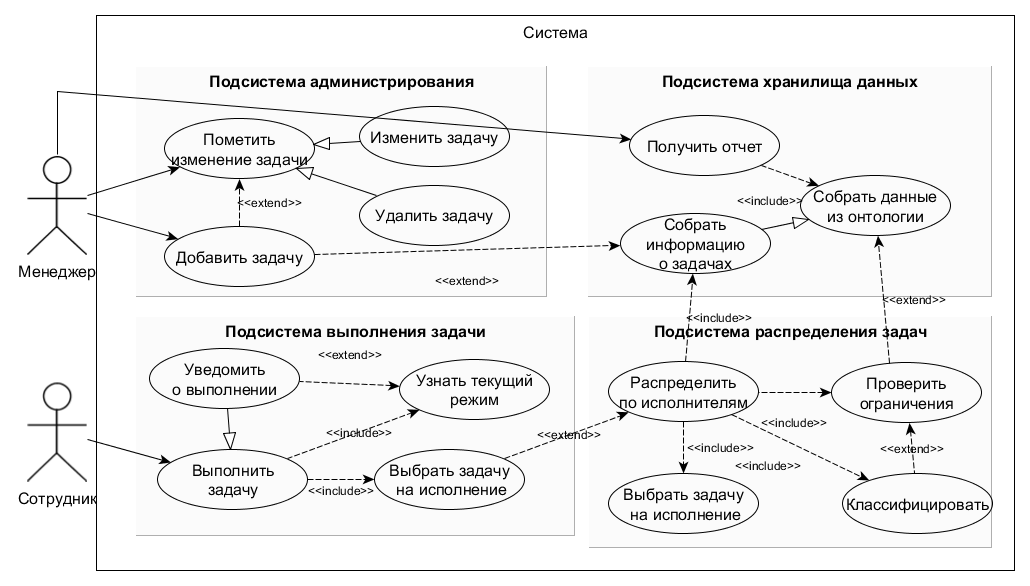 Система
Подсистема администрирования
Подсистема хранилища данных
Пометить
изменение задачи
Изменить задачу
Удалить задачу
<<extend>>
Добавить задачу
Менеджер
<<extend>>
Получить отчет
<<include>>
Собрать данные
из онтологии
Собрать
информацию
о задачах
<<include>>
<<extend>>
Подсистема выполнения задачи
Подсистема распределения задач
<<extend>>
Уведомить
о выполнении
Узнать текущий
режим
<<include>>
<<extend>>
Выполнить
задачу
<<include>>
Выбрать задачу
на исполнение
Сотрудник
Распределить
по исполнителям
Проверить
ограничения
<<include>>
<<include>>
<<include>>
<<extend>>
Выбрать задачу
на исполнение
Классифицировать